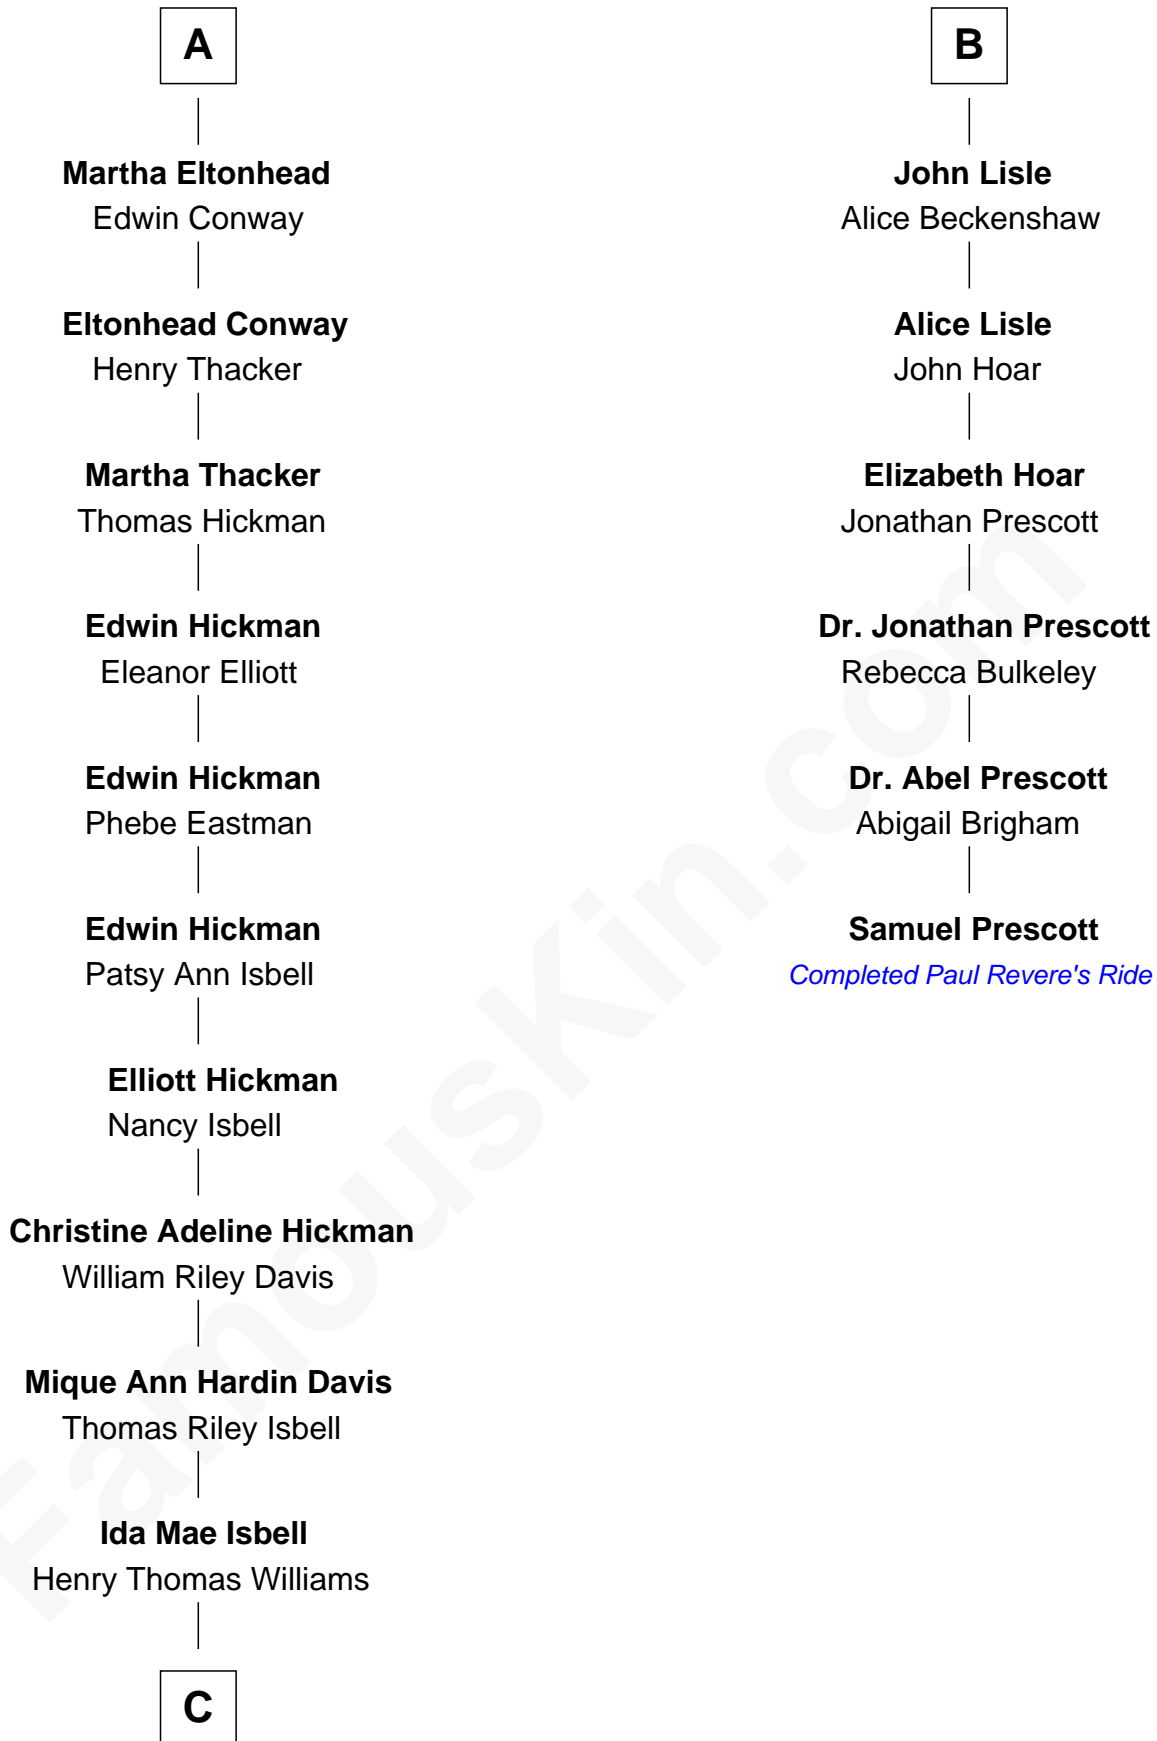 A
Martha Eltonhead
Edwin Conway
Eltonhead Conway
Henry Thacker
Martha Thacker
Thomas Hickman
Edwin Hickman
Eleanor Elliott
Edwin Hickman
Phebe Eastman
Edwin Hickman
Patsy Ann Isbell
Elliott Hickman
Nancy Isbell
Christine Adeline Hickman
William Riley Davis
Mique Ann Hardin Davis
Thomas Riley Isbell
Ida Mae Isbell
Henry Thomas Williams
C
B
John Lisle
Alice Beckenshaw
Alice Lisle
John Hoar
Elizabeth Hoar
Jonathan Prescott
Dr. Jonathan Prescott
Rebecca Bulkeley
Dr. Abel Prescott
Abigail Brigham
Samuel Prescott
Completed Paul Revere's Ride
FamousKin.com